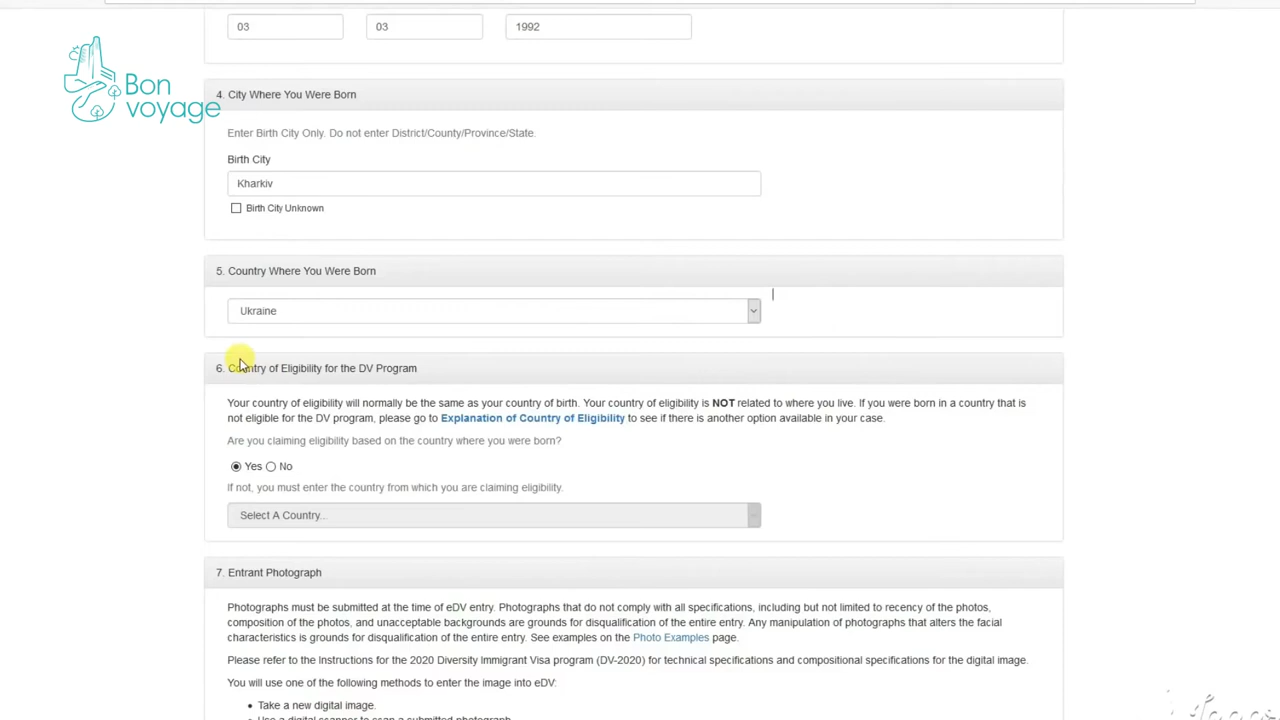 03 03 1992
Bon
voyage
4. City Where You Were Born
Enter Birth City Only. Do not enter District/County/Province/State.
Birth City
Kharkiv
Birth City Unknown
5. Country Where You Were Born
Ukraine
6. Country of Eligibility for the DV Program
Your country of eligibility will normally be the same as your country of birth. Your country of eligibility is NOT related to where you live. If you were born in a country that is
not eligible for the DV program, please go to Explanation of Country of Eligibility to see if there is another option available in your case.
Are you claiming eligibility based on the country where you were born?
Yes No
If not, you must enter the country from which you are claiming eligibility.
Select A Country...
7. Entrant Photograph
Photographs must be submitted at the time of eDV entry. Photographs that do not comply with all specifications, including but not limited to recency of the photos,
composition of the photos, and unacceptable backgrounds are grounds for disqualification of the entire entry. Any manipulation of photographs that alters the facial
characteristics is grounds for disqualification of the entire entry. See examples on the Photo Examples page.
Please refer to the Instructions for the 2020 Diversity Immigrant Visa program (DV-2020) for technical specifications and compositional specifications for the digital image.
You will use one of the following methods to enter the image into eDV:
Take a new digital image.
Use a digital scanner to scan a submitted photograph.